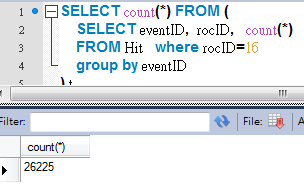 1 SELECT count(*) FROM (
2 SELECT eventID, rocID, count(*)
3 FROM Hit where rocID=16
4 group by eventID
) t
Filter: File:
count(*)
26225